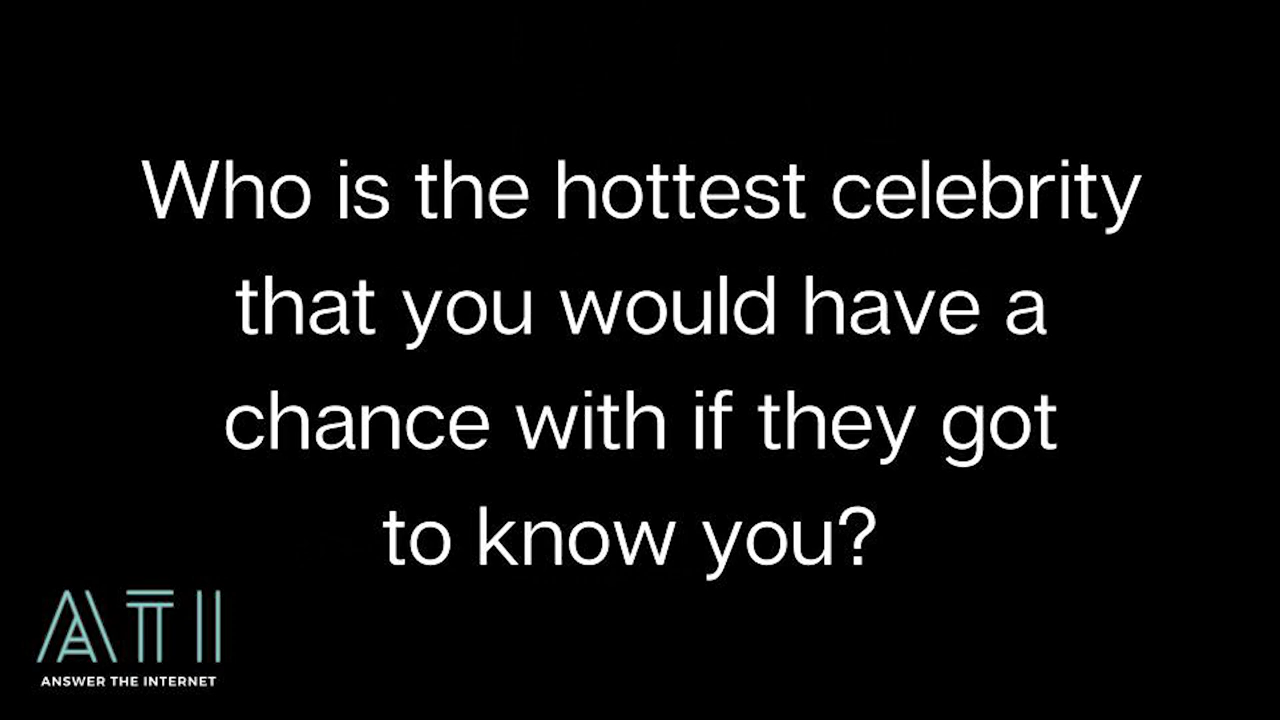 Who is the hottest celebrity
that you would have a
chance with if they got
to know you?
ATI
ANSWER THE INTERNET